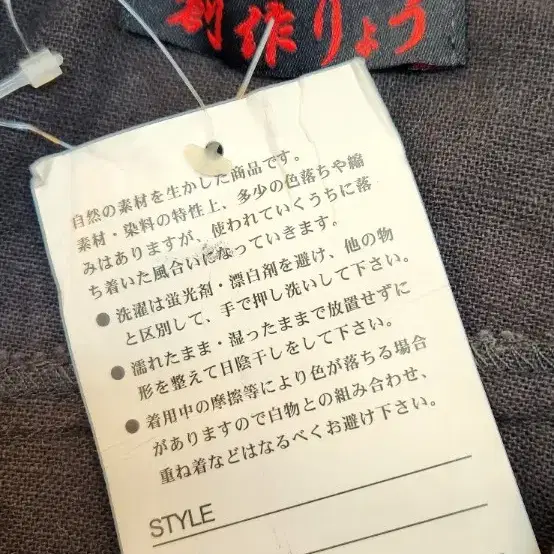 創作りょう
自然の素材を生かした商品です。
素材・染料の特性上、多少の色落ちや縮
みはありますが、使われていくうちに落
ち着いた風合いになっていきます。
●洗濯は蛍光剤・漂白剤を避け、他の物
と区別して、手で押し洗いして下さい。
●濡れたまま・湿ったままで放置せずに
形を整えて日陰干しをして下さい。
●着用中の摩擦等により色が落ちる場合
がありますので白物との組み合わせ、
重ね着などはなるべくお避け下さい。
STYLE